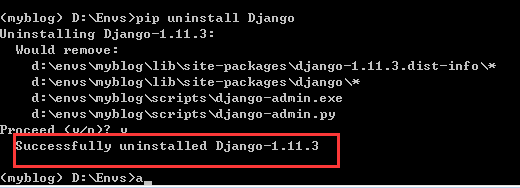 (myblog) D:\Envs>pip uninstall Django
Uninstalling Django-1.11.3:
Would remove:
d:\envs\myblog\lib\site-packages\django-1.11.3.dist-info\*
d:\envs\myblog\lib\site-packages\django\*
d:\envs\myblog\scripts\django-admin.exe
d:\envs\myblog\scripts\django-admin.py
Proceed (y/n)? y
Successfully uninstalled Django-1.11.3
(myblog) D:\Envs>a